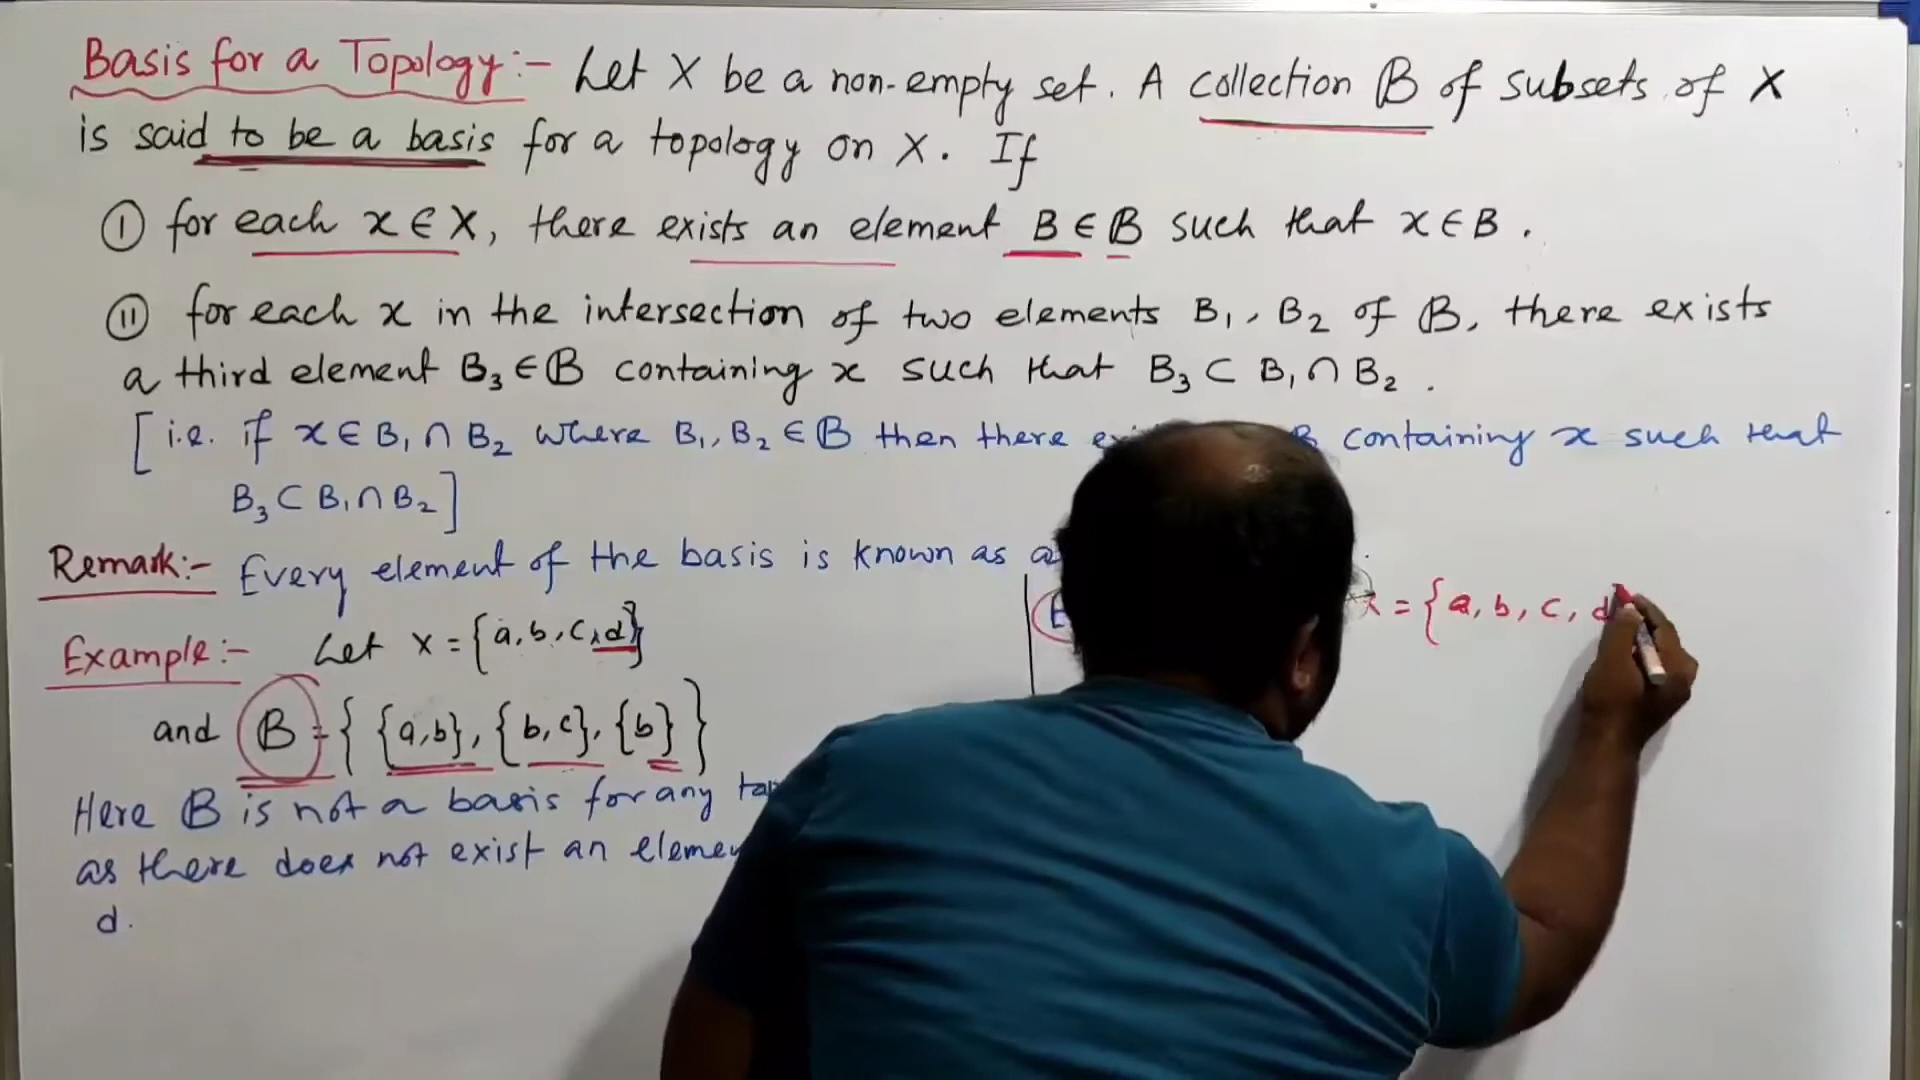 Basis for a Topology:- Let X be a non-empty set. A collection 𝔹 of subsets of X
is said to be a basis for a topology on X. If
(I) for each x ∈ X, there exists an element B ∈ 𝔹 such that x ∈ B.
(II) for each x in the intersection of two elements B₁, B₂ of 𝔹, there exists
a third element B₃ ∈ 𝔹 containing x such that B₃ ⊂ B₁ ∩ B₂.
[i.e. if x ∈ B₁ ∩ B₂ where B₁, B₂ ∈ 𝔹 then there containing x such that
B₃ ⊂ B₁ ∩ B₂]
Remark:- Every element of the basis is known as a
Example:- Let X = {a, b, c, d}
and 𝔹 = { {a,b}, {b,c}, {b} }
Here 𝔹 is not a basis for any
as there does not exist an
d.
X = {a, b, c, d